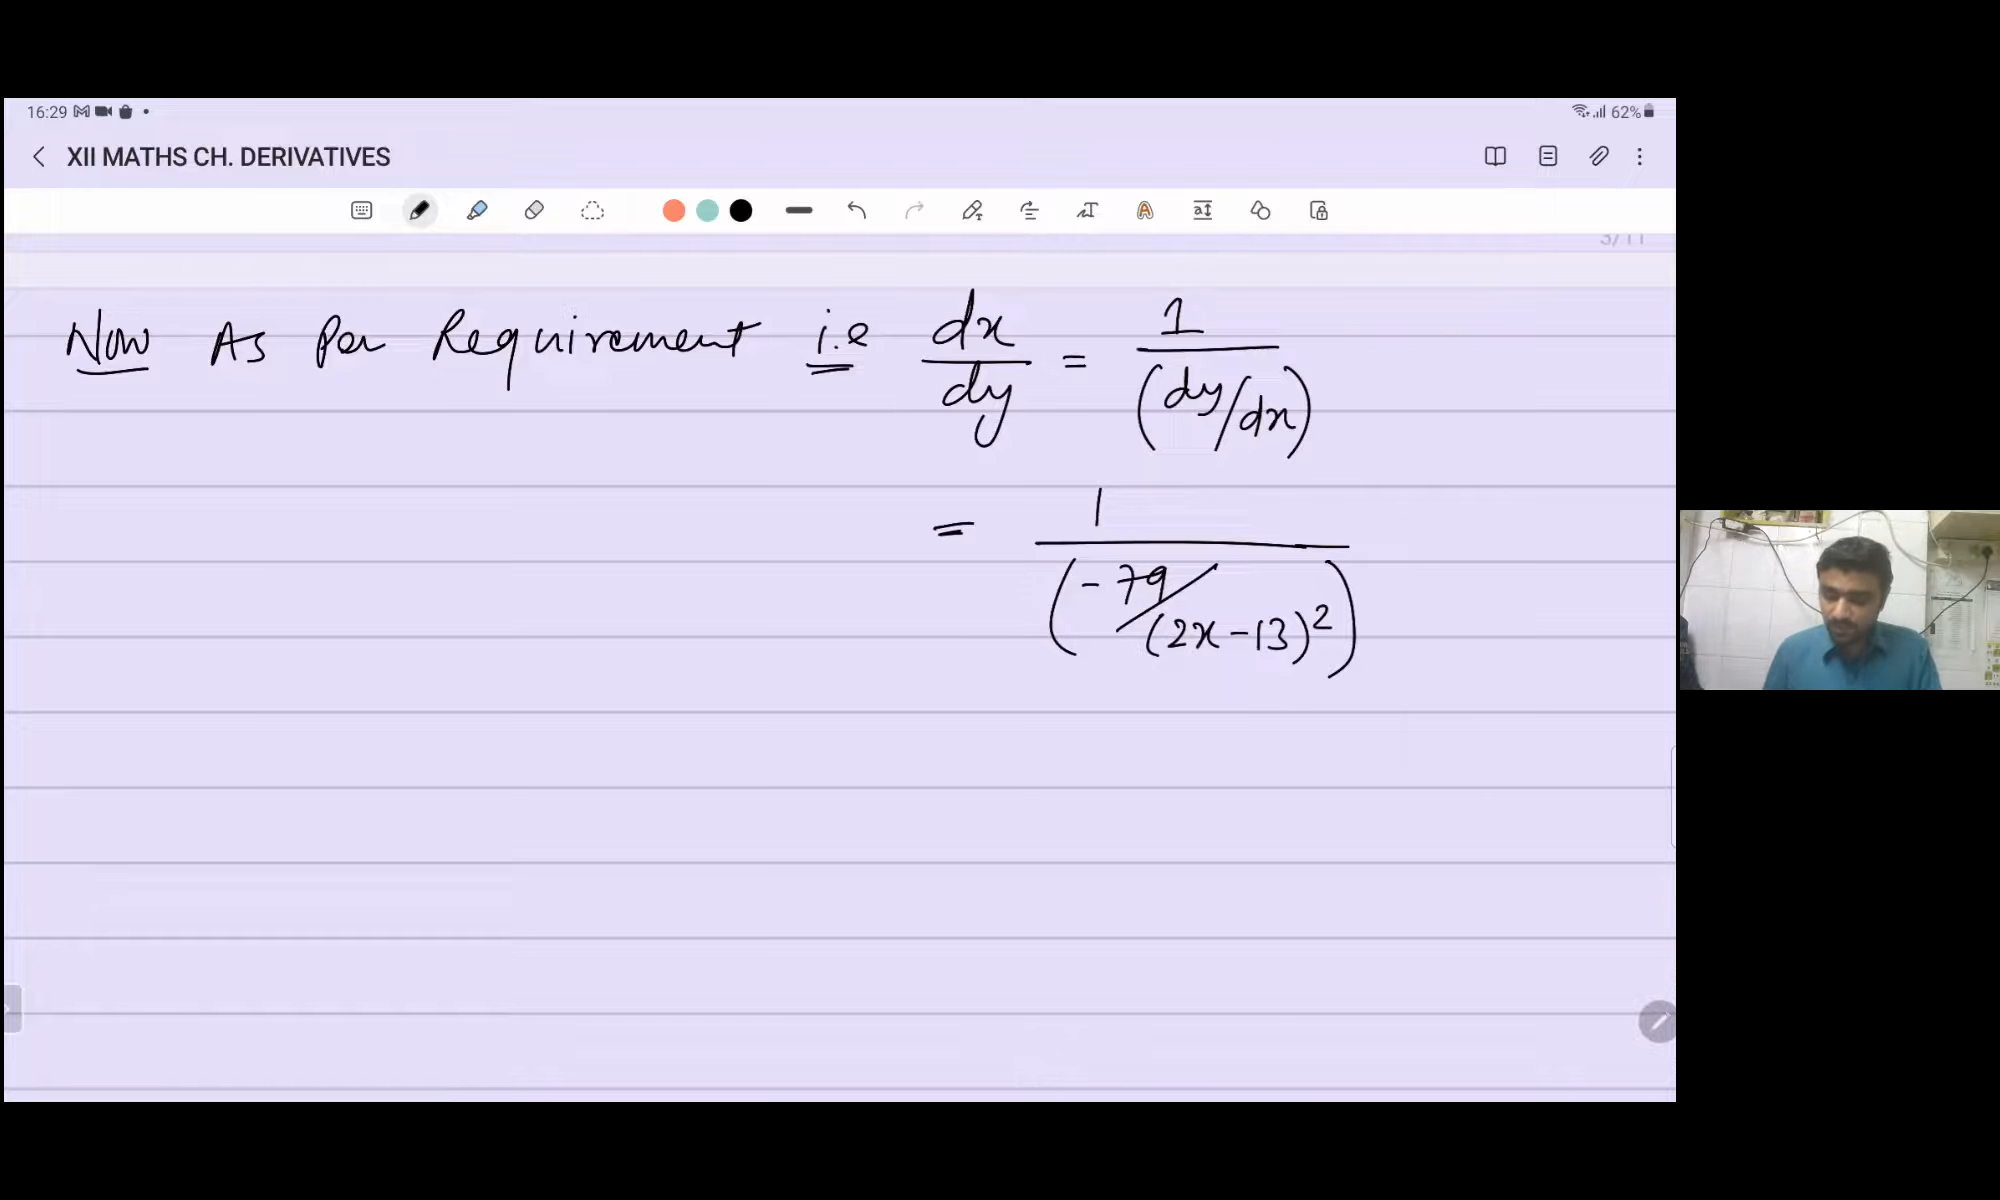 16:29 62%
XII MATHS CH. DERIVATIVES
Now As Per Requirement i.e dx/dy = 1/(dy/dx)
= 1/(-79/(2x-13)²)